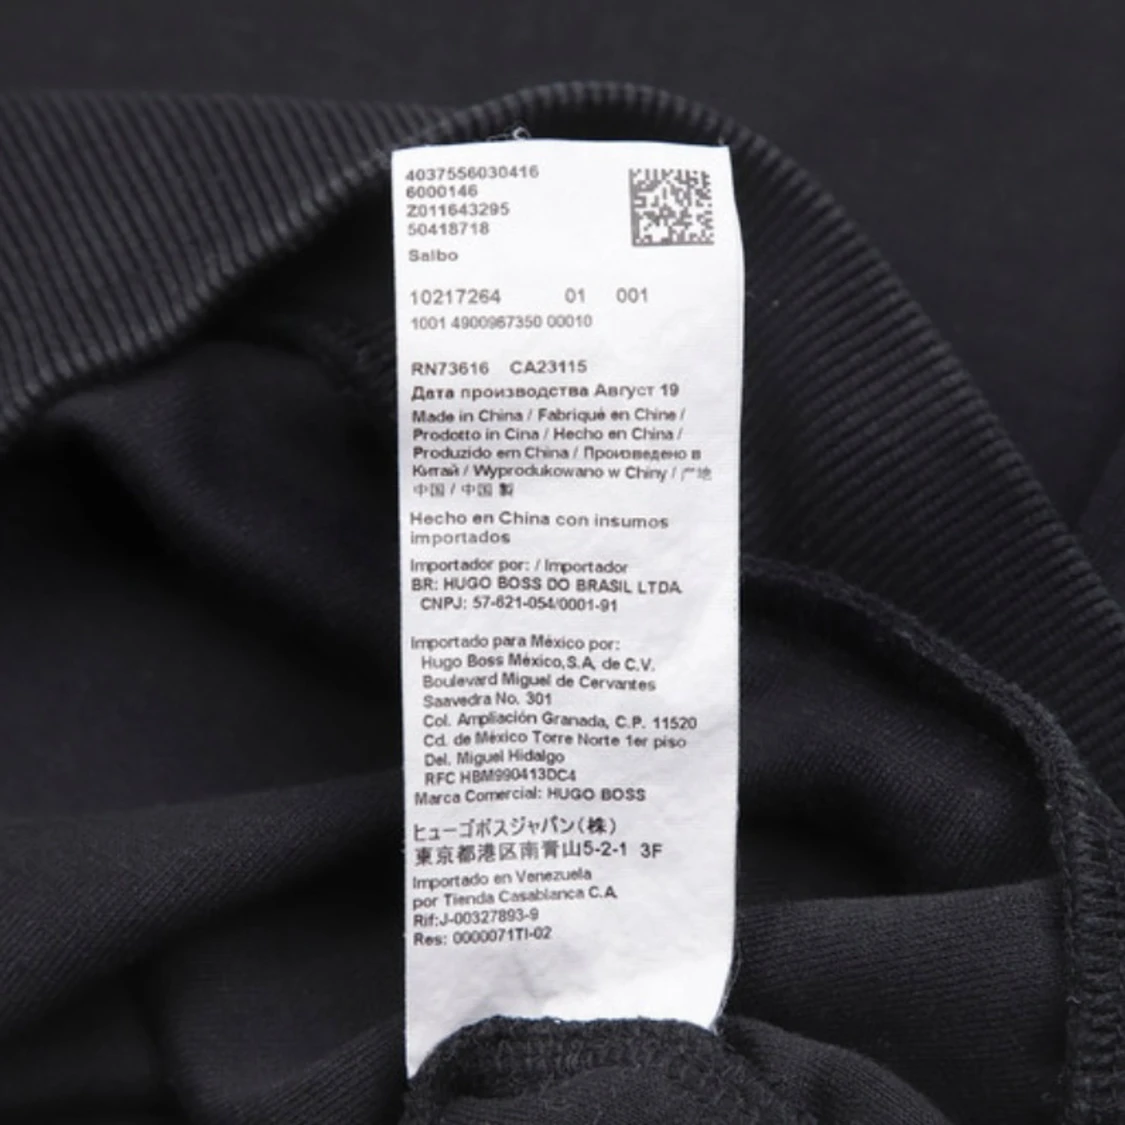 4037556030416
6000146
Z011643295
50418718
Salbo
10217264 01 001
1001 4900967350 00010
RN73616 CA23115
Дата производства Август 19
Made in China / Fabriqué en Chine /
Prodotto in Cina / Hecho en China /
Produzido em China / Произведено в
Китай / Wyprodukowano w Chiny / 产地
中国 / 中国 製
Hecho en China con insumos
importados
Importador por: / Importador
BR: HUGO BOSS DO BRASIL LTDA.
CNPJ: 57-621-054/0001-91
Importado para México por:
Hugo Boss México,S.A. de C.V.
Boulevard Miguel de Cervantes
Saavedra No. 301
Col. Ampliación Granada, C.P. 11520
Cd. de México Torre Norte 1er piso
Del. Miguel Hidalgo
RFC HBM990413DC4
Marca Comercial: HUGO BOSS
ヒューゴボスジャパン(株)
東京都港区南青山5-2-1 3F
Importado en Venezuela
por Tienda Casablanca C.A.
Rif:J-00327893-9
Res: 0000071TI-02